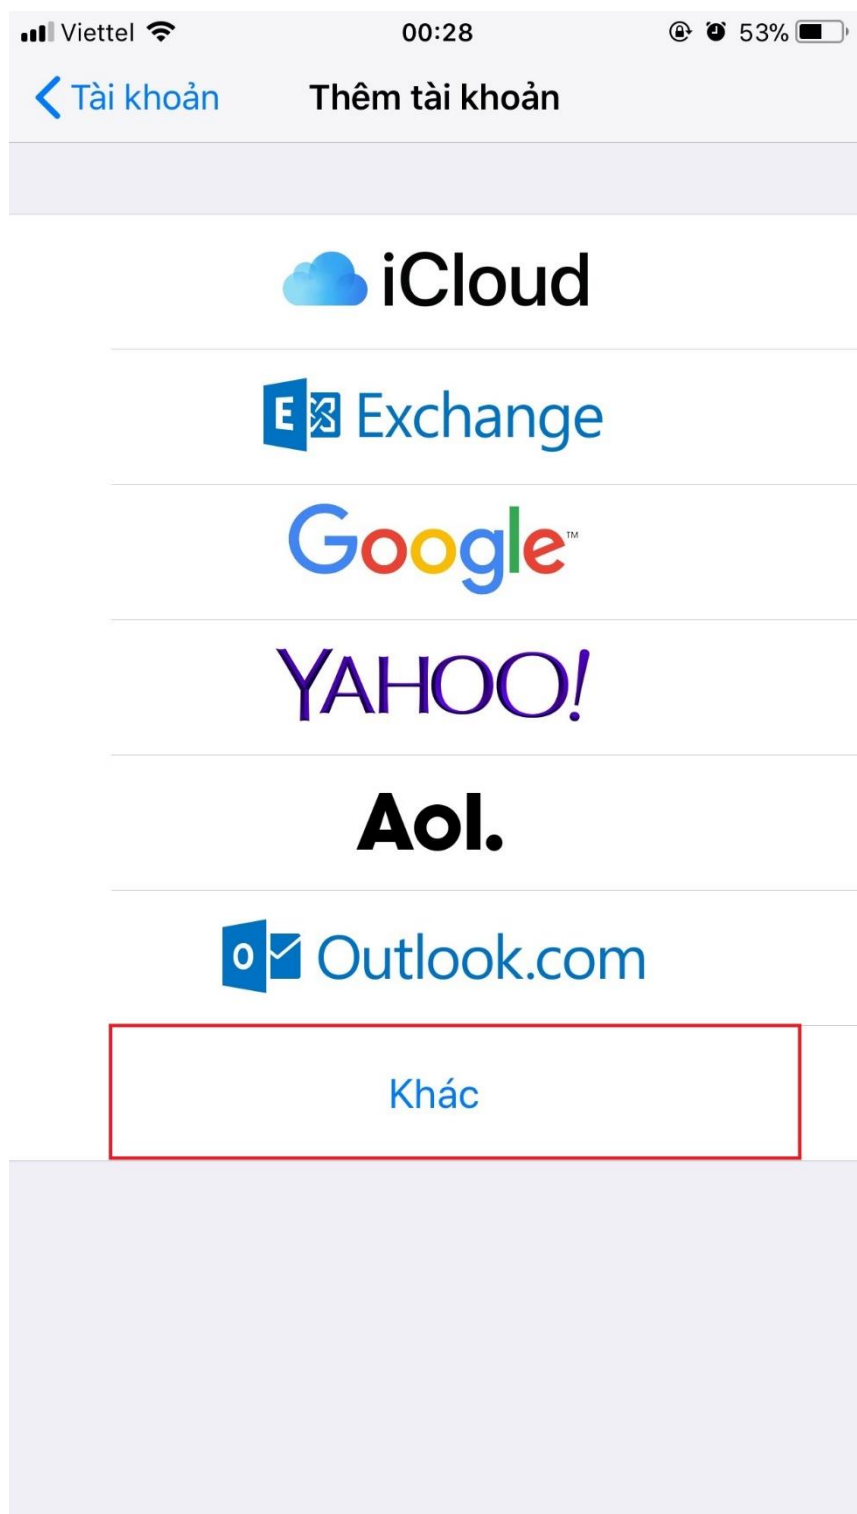 Viettel 00:28 53%
Tài khoản Thêm tài khoản
iCloud
E Exchange
Google™
YAHOO!
Aol.
o Outlook.com
Khác